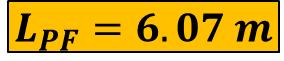 L_PF = 6.07 m